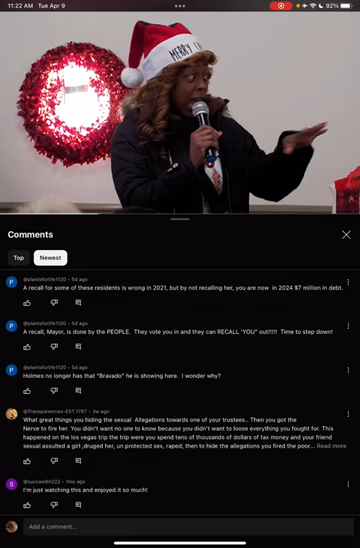 11:22 AM Tue Apr 9
92%
MERRY
Comments
Top Newest
@plantsforlife1120 • 5d ago
A recall for some of these residents was wrong in 2021, but by not recalling her, you are now in 2024 $7 million in debt.
@plantsforlife1120 • 5d ago
A recall, Mayor, is done by the PEOPLE. They vote you in and they can RECALL 'YOU" out!!!!! Time to step down!
@plantsforlife1120 • 5d ago
Holmes no longer has that "Bravado" he is showing here. I wonder why?
@Transparencies-EST.1767 • 3w ago
What great things you hiding the sexual Allegations towards one of your trustees.. Then you got the
Nerve to fire her. You didn't want no one to know because you didn't want to loose everything you fought for. This
happened on the los vegas trip the trip were you spend tens of thousands of dollars of tax money and your friend
sexual assulted a girl ,druged her, un protected sex, raped, then to hide the allegations you fired the poor... Read more
@succeedin222 • 1mo ago
I'm just watching this and enjoyed it so much!
Add a comment...